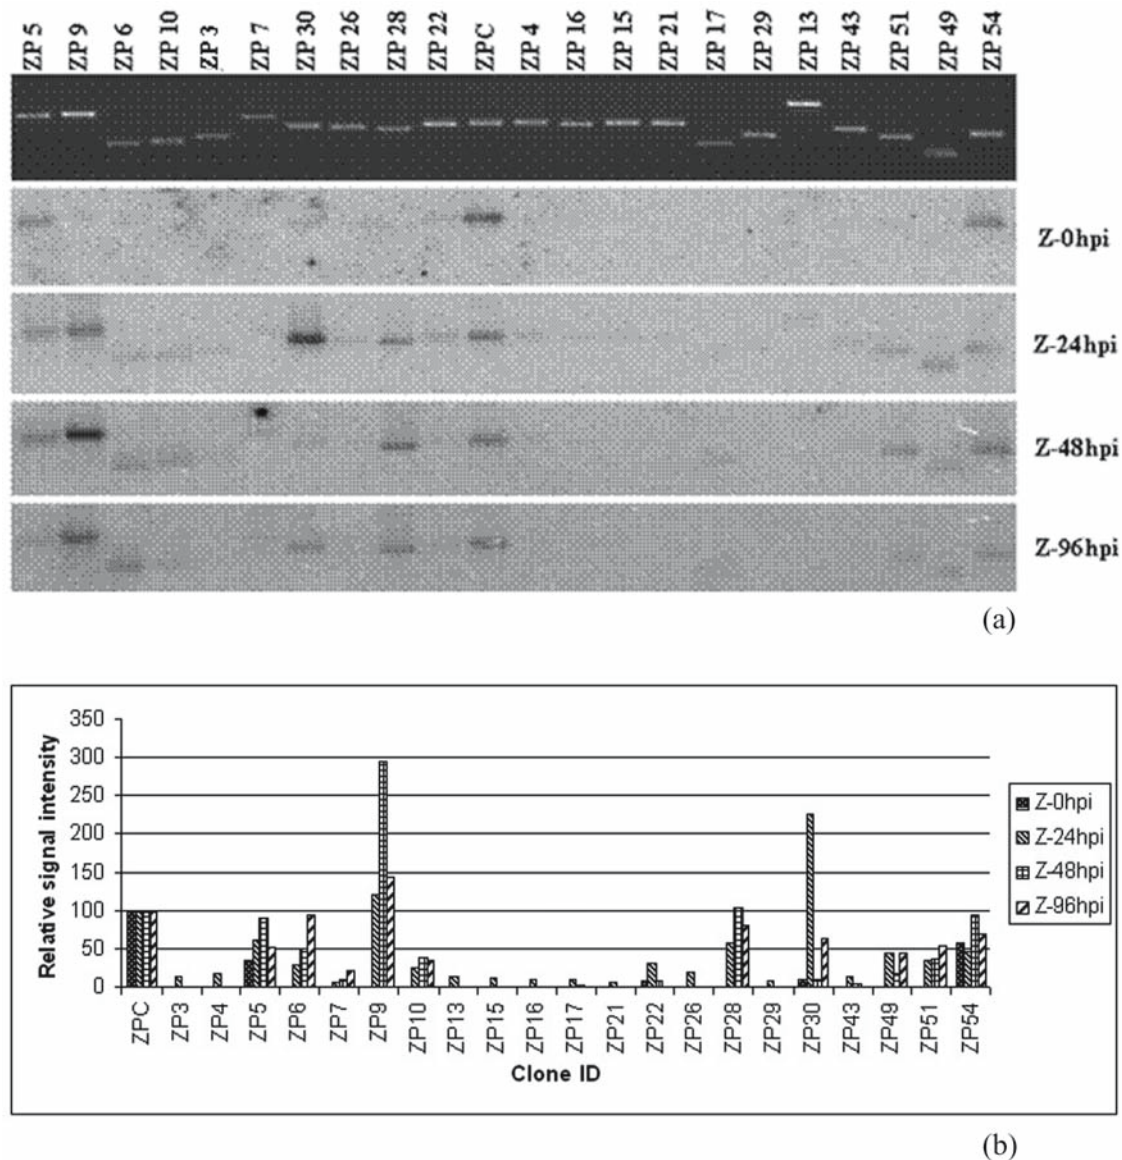 ZP 5 ZP 9 ZP 6 ZP 10 ZP 3 ZP 7 ZP 30 ZP 26 ZP 28 ZP 22 ZPC ZP 4 ZP 16 ZP 15 ZP 21 ZP 17 ZP 29 ZP 13 ZP 43 ZP 51 ZP 49 ZP 54
Z-0hpi
Z-24hpi
Z-48hpi
Z-96hpi
(a)
Relative signal intensity
350
300
250
200
150
100
50
0
ZPC ZP3 ZP4 ZP5 ZP6 ZP7 ZP9 ZP10 ZP13 ZP15 ZP16 ZP17 ZP21 ZP22 ZP26 ZP28 ZP29 ZP30 ZP43 ZP49 ZP51 ZP54
Clone ID
Z-0hpi
Z-24hpi
Z-48hpi
Z-96hpi
(b)